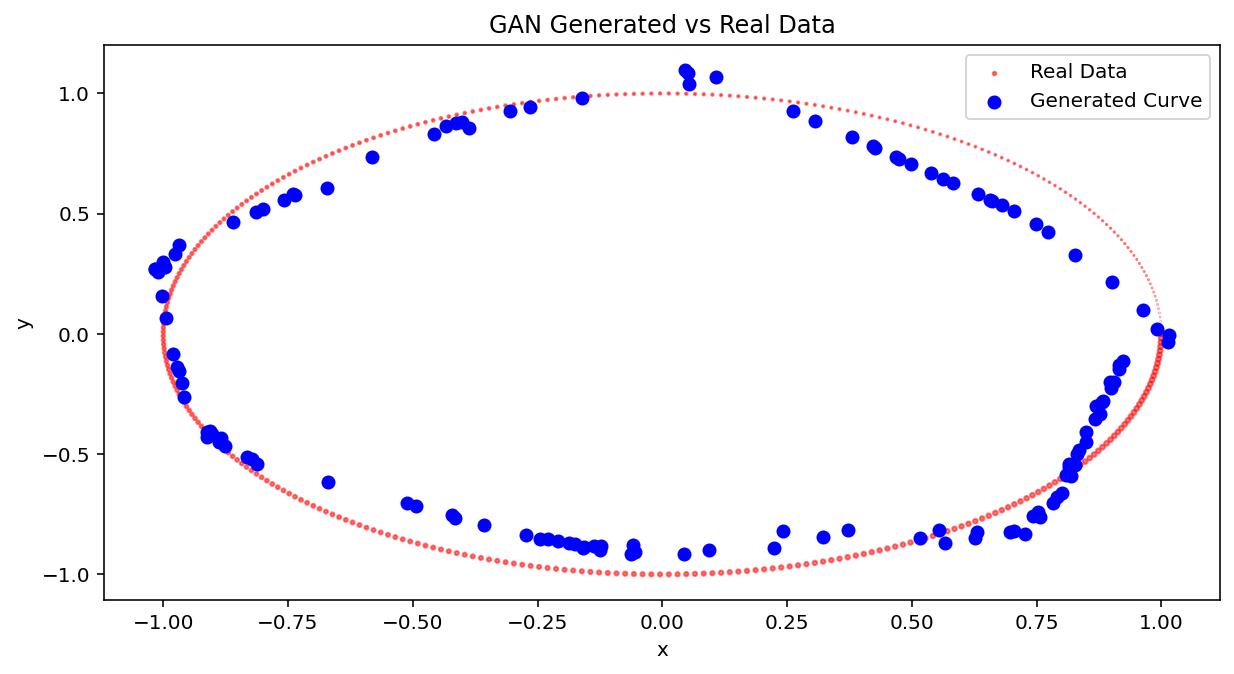 GAN Generated vs Real Data
Real Data
Generated Curve
1.0
0.5
0.0
−0.5
−1.0
y
−1.00 −0.75 −0.50 −0.25 0.00 0.25 0.50 0.75 1.00
x